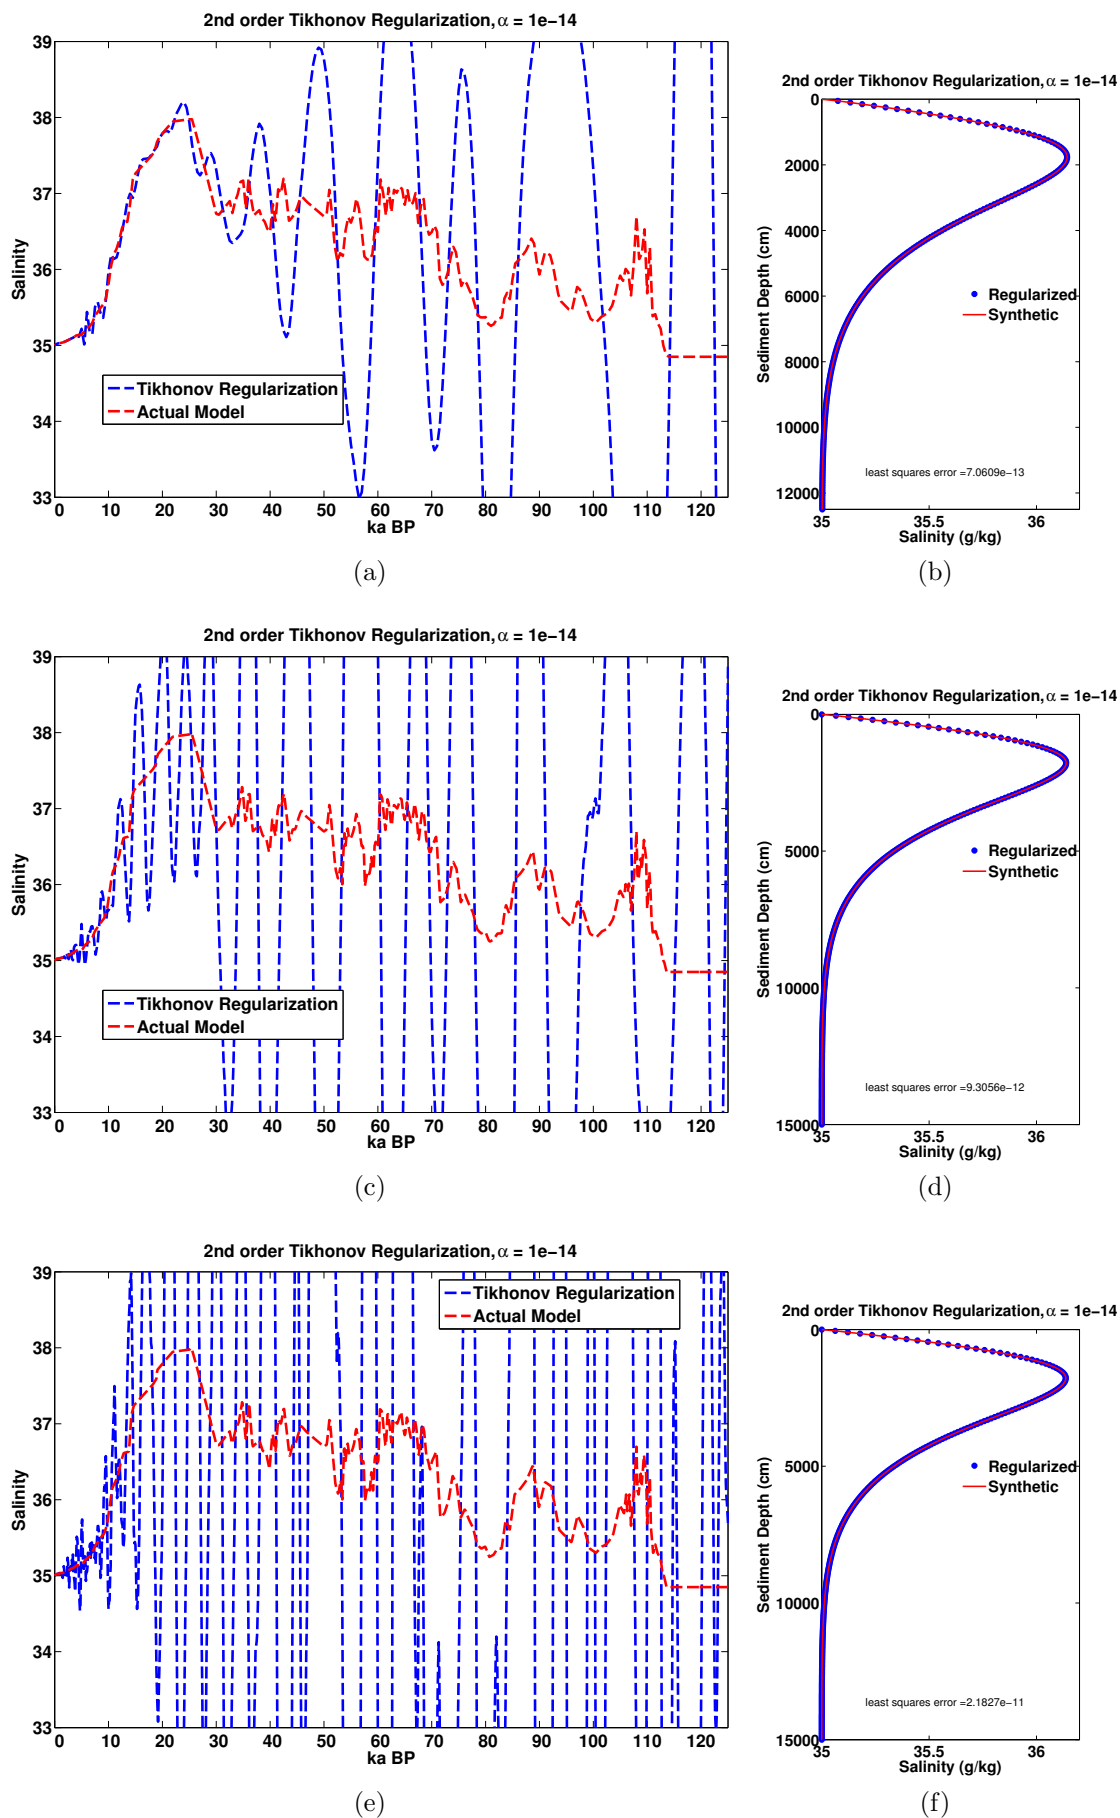 2nd order Tikhonov Regularization, α = 1e−14
39
38
37
36
35
34
33
Salinity
Tikhonov Regularization
Actual Model
0 10 20 30 40 50 60 70 80 90 100 110 120
ka BP
(a)
2nd order Tikhonov Regularization, α = 1e−14
0
2000
4000
6000
8000
10000
12000
Sediment Depth (cm)
Regularized
Synthetic
least squares error =7.0609e−13
35 35.5 36
Salinity (g/kg)
(b)
2nd order Tikhonov Regularization, α = 1e−14
39
38
37
36
35
34
33
Salinity
Tikhonov Regularization
Actual Model
0 10 20 30 40 50 60 70 80 90 100 110 120
ka BP
(c)
2nd order Tikhonov Regularization, α = 1e−14
0
5000
10000
15000
Sediment Depth (cm)
Regularized
Synthetic
least squares error =9.3056e−12
35 35.5 36
Salinity (g/kg)
(d)
2nd order Tikhonov Regularization, α = 1e−14
39
38
37
36
35
34
33
Salinity
Tikhonov Regularization
Actual Model
0 10 20 30 40 50 60 70 80 90 100 110 120
ka BP
(e)
2nd order Tikhonov Regularization, α = 1e−14
0
5000
10000
15000
Sediment Depth (cm)
Regularized
Synthetic
least squares error =2.1827e−11
35 35.5 36
Salinity (g/kg)
(f)